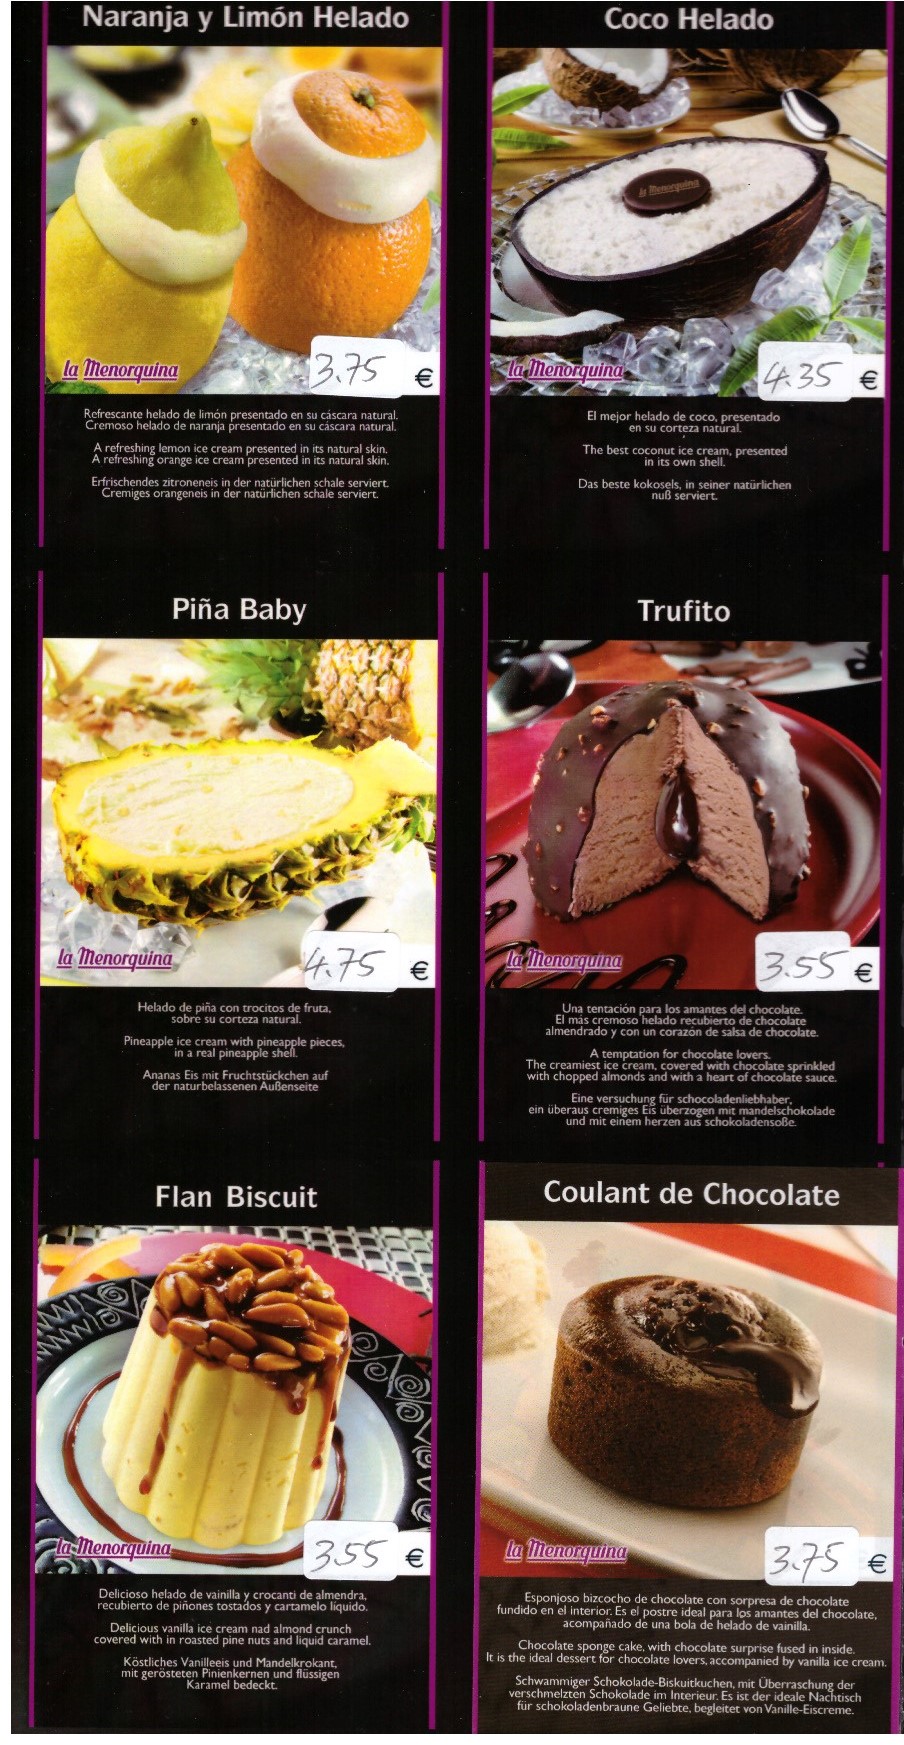 Naranja y Limón Helado
la Menorquina
3.75 €
Refrescante helado de limón presentado en su cáscara natural.
Cremoso helado de naranja presentado en su cáscara natural.
A refreshing lemon ice cream presented in its natural skin.
A refreshing orange ice cream presented in its natural skin.
Erfrischendes zitroneneis in der natürlichen schale serviert.
Cremiges orangeneis in der natürlichen schale serviert.
Coco Helado
la Menorquina
la Menorquina
4.35 €
El mejor helado de coco, presentado
en su corteza natural.
The best coconut ice cream, presented
in its own shell.
Das beste kokosels, in seiner natürlichen
nuß serviert.
Piña Baby
la Menorquina
4.75 €
Helado de piña con trocitos de fruta,
sobre su corteza natural.
Pineapple ice cream with pineapple pieces,
in a real pineapple shell.
Ananas Eis mit Fruchtstückchen auf
der naturbelassenen Außenseite
Trufito
la Menorquina
3.55 €
Una tentación para los amantes del chocolate.
El más cremoso helado recubierto de chocolate
almendrado y con un corazón de salsa de chocolate.
A temptation for chocolate lovers.
The creamiest ice cream, covered with chocolate sprinkled
with chopped almonds and with a heart of chocolate sauce.
Eine versuchung für schocoladenliebhaber,
ein überaus cremiges Eis überzogen mit mandelschokolade
und mit einem herzen aus schokoladensoße.
Flan Biscuit
la Menorquina
3.55 €
Delicioso helado de vainilla y crocanti de almendra,
recubierto de piñones tostados y cartamelo liquido.
Delicious vanilla ice cream nad almond crunch
covered with in roasted pine nuts and liquid caramel.
Köstliches Vanilleeis und Mandelkrokant,
mit gerösteten Pinienkernen und flüssigen
Karamel bedeckt.
Coulant de Chocolate
la Menorquina
3.75 €
Esponjoso bizcocho de chocolate con sorpresa de chocolate
fundido en el interior. Es el postre ideal para los amantes del chocolate,
acompañado de una bola de helado de vainilla.
Chocolate sponge cake, with chocolate surprise fused in inside.
It is the ideal dessert for chocolate lovers, accompanied by vanilla ice cream.
Schwammiger Schokolade-Biskuitkuchen, mit Überraschung der
verschmelzten Schokolade im Interieur. Es ist der ideale Nachtisch
für schokoladenbraune Geliebte, begleitet von Vanille-Eiscreme.